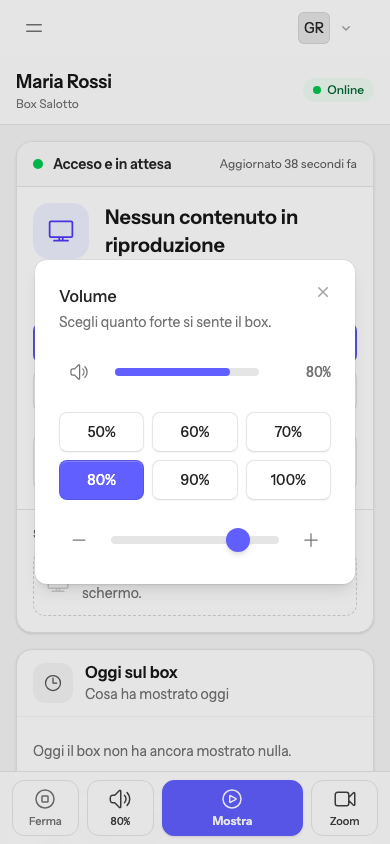 GR
Maria Rossi
Box Salotto
Online
Acceso e in attesa
Aggiornato 38 secondi fa
Nessun contenuto in
riproduzione
Volume
Scegli quanto forte si sente il box.
80%
50%
60%
70%
80%
90%
100%
schermo.
Oggi sul box
Cosa ha mostrato oggi
Oggi il box non ha ancora mostrato nulla.
Ferma
80%
Mostra
Zoom